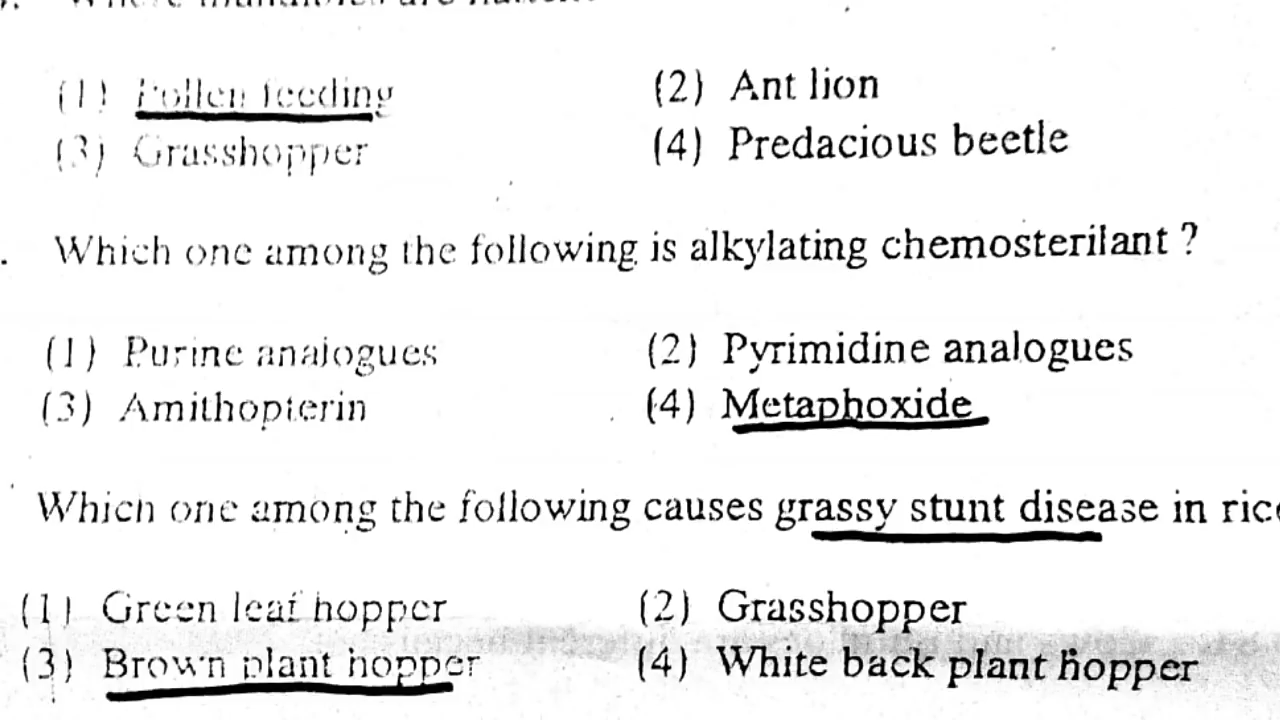 (1) Pollen feeding (2) Ant lion
(3) Grasshopper (4) Predacious beetle
. Which one among the following is alkylating chemosterilant ?
(1) Purine analogues (2) Pyrimidine analogues
(3) Amithopterin (4) Metaphoxide
Which one among the following causes grassy stunt disease in
(1) Green leaf hopper (2) Grasshopper
(3) Brown plant hopper (4) White back plant hopper